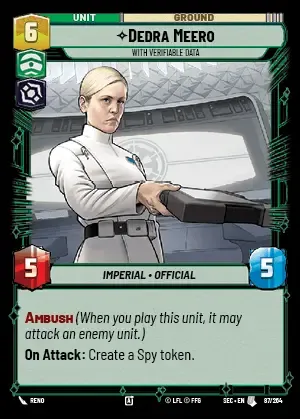 UNIT GROUND
6
✧DEDRA MEERO
WITH VERIFIABLE DATA
5 5
IMPERIAL • OFFICIAL
AMBUSH (When you play this unit, it may
attack an enemy unit.)
On Attack: Create a Spy token.
RENO A © LFL © FFG SEC • EN 87/264